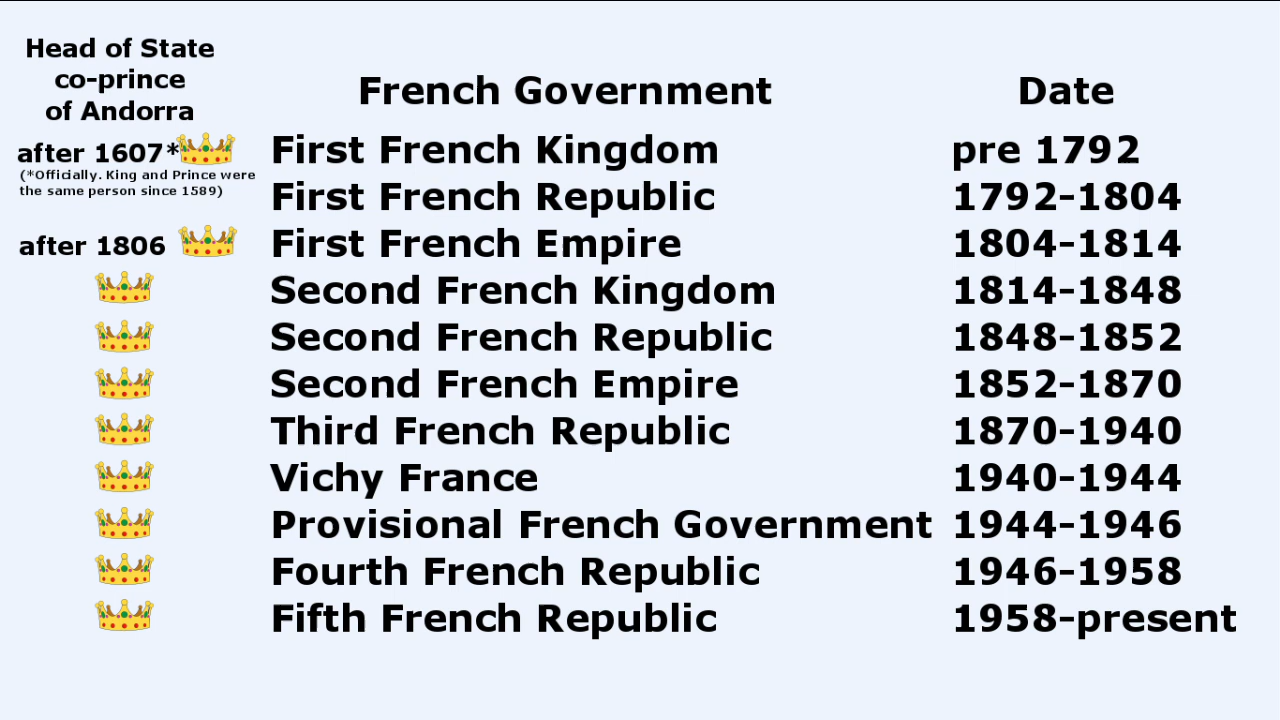 Head of State
co-prince
of Andorra
French Government
Date
after 1607*
First French Kingdom
pre 1792
(*Officially. King and Prince were
the same person since 1589)
First French Republic
1792-1804
after 1806
First French Empire
1804-1814
Second French Kingdom
1814-1848
Second French Republic
1848-1852
Second French Empire
1852-1870
Third French Republic
1870-1940
Vichy France
1940-1944
Provisional French Government
1944-1946
Fourth French Republic
1946-1958
Fifth French Republic
1958-present